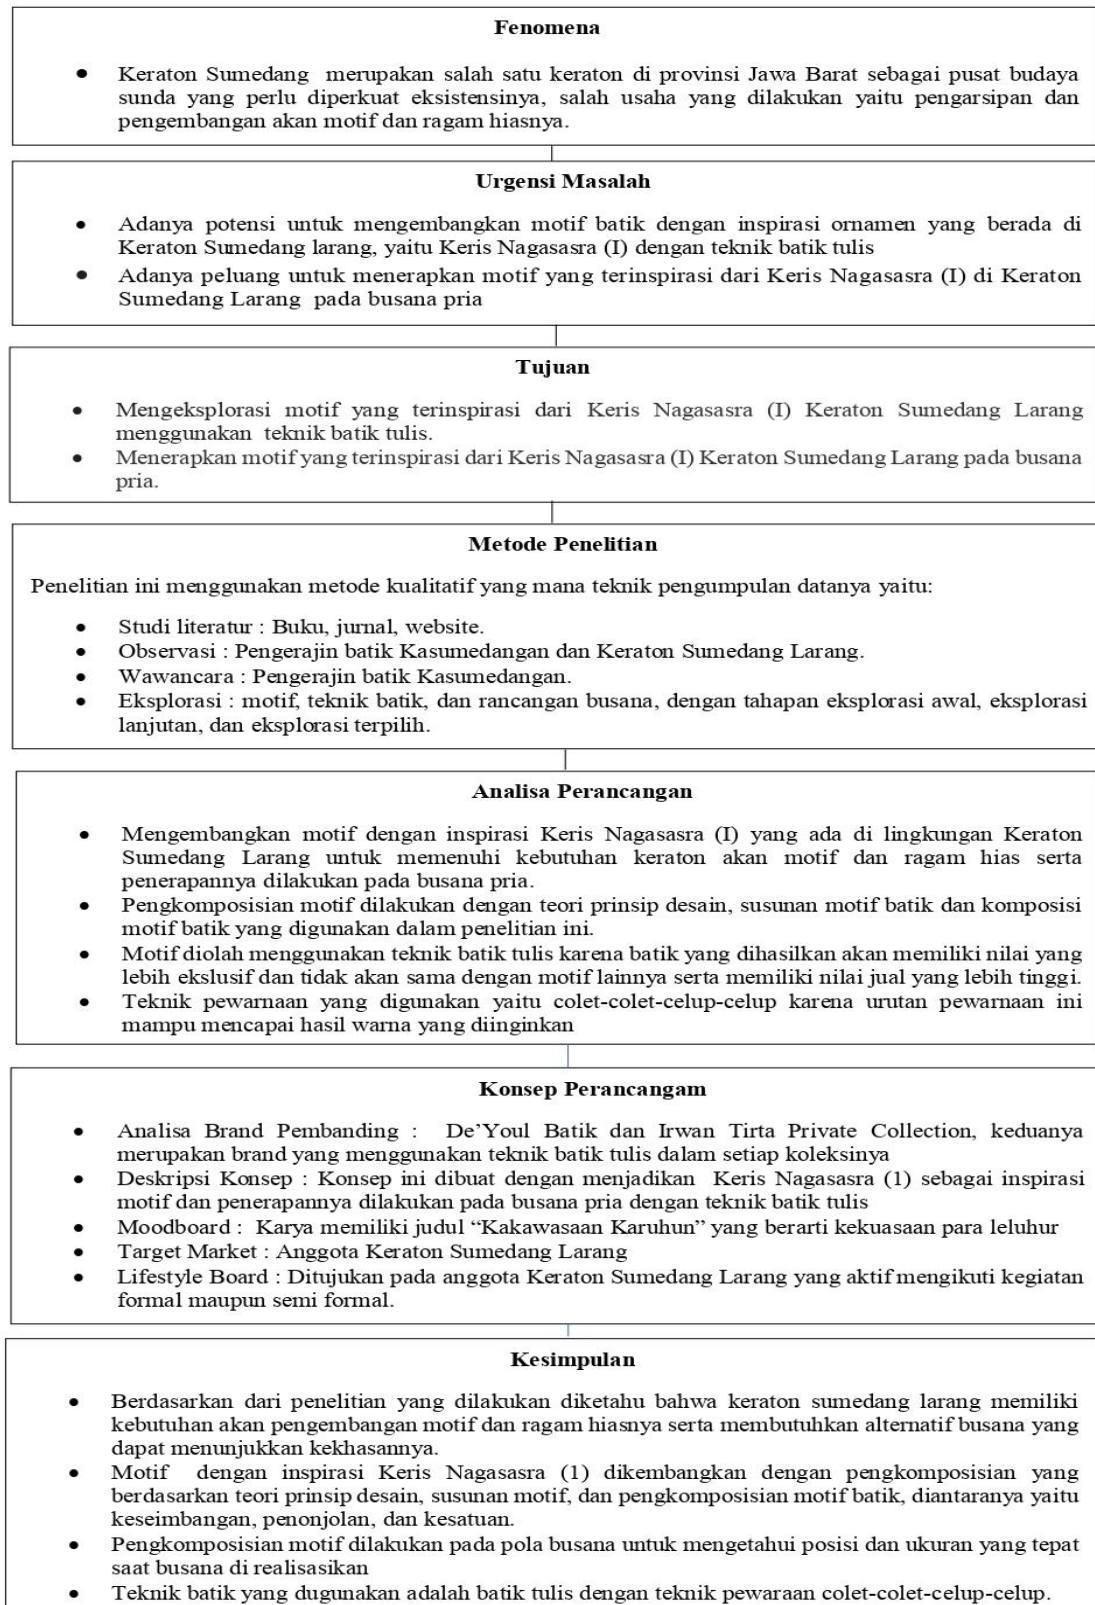 Fenomena
• Keraton Sumedang merupakan salah satu keraton di provinsi Jawa Barat sebagai pusat budaya
sunda yang perlu diperkuat eksistensinya, salah usaha yang dilakukan yaitu pengarsipan dan
pengembangan akan motif dan ragam hiasnya.
Urgensi Masalah
• Adanya potensi untuk mengembangkan motif batik dengan inspirasi ornamen yang berada di
Keraton Sumedang larang, yaitu Keris Nagasasra (I) dengan teknik batik tulis
• Adanya peluang untuk menerapkan motif yang terinspirasi dari Keris Nagasasra (I) di Keraton
Sumedang Larang pada busana pria
Tujuan
• Mengeksplorasi motif yang terinspirasi dari Keris Nagasasra (I) Keraton Sumedang Larang
menggunakan teknik batik tulis.
• Menerapkan motif yang terinspirasi dari Keris Nagasasra (I) Keraton Sumedang Larang pada busana
pria.
Metode Penelitian
Penelitian ini menggunakan metode kualitatif yang mana teknik pengumpulan datanya yaitu:
• Studi literatur : Buku, jurnal, website.
• Observasi : Pengerajin batik Kasumedangan dan Keraton Sumedang Larang.
• Wawancara : Pengerajin batik Kasumedangan.
• Eksplorasi : motif, teknik batik, dan rancangan busana, dengan tahapan eksplorasi awal, eksplorasi
lanjutan, dan eksplorasi terpilih.
Analisa Perancangan
• Mengembangkan motif dengan inspirasi Keris Nagasasra (I) yang ada di lingkungan Keraton
Sumedang Larang untuk memenuhi kebutuhan keraton akan motif dan ragam hias serta
penerapannya dilakukan pada busana pria.
• Pengkomposisian motif dilakukan dengan teori prinsip desain, susunan motif batik dan komposisi
motif batik yang digunakan dalam penelitian ini.
• Motif diolah menggunakan teknik batik tulis karena batik yang dihasilkan akan memiliki nilai yang
lebih ekslusif dan tidak akan sama dengan motif lainnya serta memiliki nilai jual yang lebih tinggi.
• Teknik pewarnaan yang digunakan yaitu colet-colet-celup-celup karena urutan pewarnaan ini
mampu mencapai hasil warna yang diinginkan
Konsep Perancangam
• Analisa Brand Pembanding : De’Youl Batik dan Irwan Tirta Private Collection, keduanya
merupakan brand yang menggunakan teknik batik tulis dalam setiap koleksinya
• Deskripsi Konsep : Konsep ini dibuat dengan menjadikan Keris Nagasasra (1) sebagai inspirasi
motif dan penerapannya dilakukan pada busana pria dengan teknik batik tulis
• Moodboard : Karya memiliki judul “Kakawasaan Karuhun” yang berarti kekuasaan para leluhur
• Target Market : Anggota Keraton Sumedang Larang
• Lifestyle Board : Ditujukan pada anggota Keraton Sumedang Larang yang aktif mengikuti kegiatan
formal maupun semi formal.
Kesimpulan
• Berdasarkan dari penelitian yang dilakukan diketahu bahwa keraton sumedang larang memiliki
kebutuhan akan pengembangan motif dan ragam hiasnya serta membutuhkan alternatif busana yang
dapat menunjukkan kekhasannya.
• Motif dengan inspirasi Keris Nagasasra (1) dikembangkan dengan pengkomposisian yang
berdasarkan teori prinsip desain, susunan motif, dan pengkomposisian motif batik, diantaranya yaitu
keseimbangan, penonjolan, dan kesatuan.
• Pengkomposisian motif dilakukan pada pola busana untuk mengetahui posisi dan ukuran yang tepat
saat busana di realisasikan
• Teknik batik yang dugunakan adalah batik tulis dengan teknik pewaraan colet-colet-celup-celup.